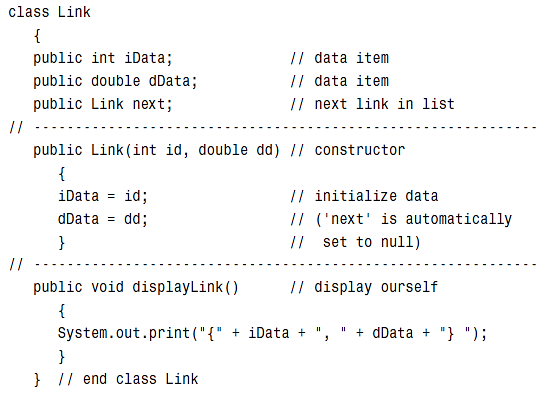 class Link
   {
   public int iData;              // data item
   public double dData;           // data item
   public Link next;              // next link in list
// -------------------------------------------------------------
   public Link(int id, double dd) // constructor
      {
      iData = id;                 // initialize data
      dData = dd;                 // ('next' is automatically
      }                           //  set to null)
// -------------------------------------------------------------
   public void displayLink()      // display ourself
      {
      System.out.print("{" + iData + ", " + dData + "} ");
      }
   }  // end class Link